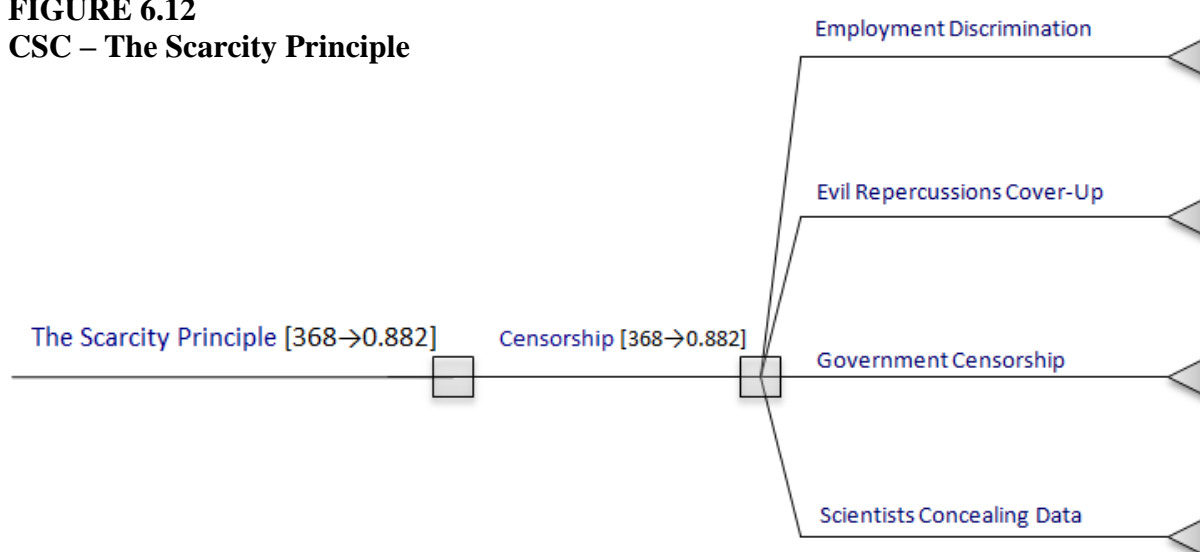 FIGURE 6.12
CSC – The Scarcity Principle
Employment Discrimination
Evil Repercussions Cover-Up
The Scarcity Principle [368→0.882]
Censorship [368→0.882]
Government Censorship
Scientists Concealing Data